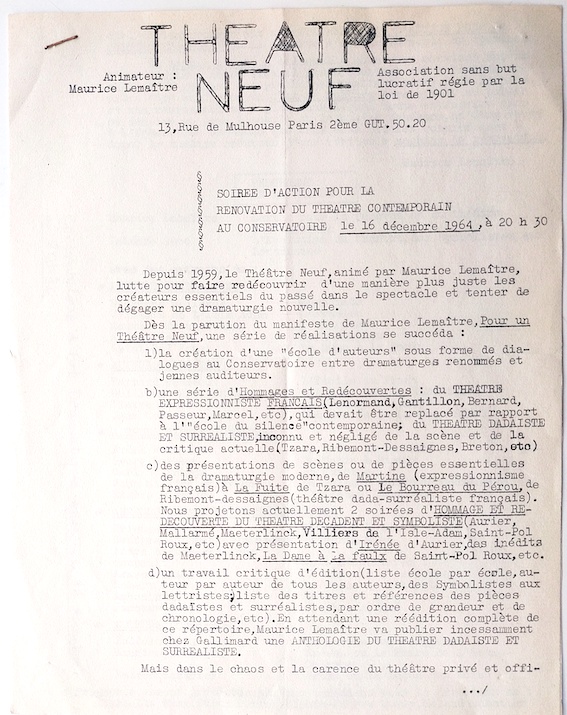 THEATRE
NEUF
Animateur :
Maurice Lemaître
Association sans but
lucratif régie par la
loi de 1901
13,Rue de Mulhouse Paris 2ème GUT.50.20
SOIREE D'ACTION POUR LA
RENOVATION DU THEATRE CONTEMPORAIN
AU CONSERVATOIRE le 16 décembre 1964,à 20 h 30
Depuis 1959,le Théâtre Neuf,animé par Maurice Lemaître,
lutte pour faire redécouvrir d'une manière plus juste les
créateurs essentiels du passé dans le spectacle et tenter de
dégager une dramaturgie nouvelle.
Dès la parution du manifeste de Maurice Lemaître,Pour un
Théâtre Neuf,une série de réalisations se succéda :
1)la création d'une "école d'auteurs" sous forme de dia-
logues au Conservatoire entre dramaturges renommés et
jennes auditeurs.
b)une série d'Hommages et Redécouvertes : du THEATRE
EXPRESSIONNISTE FRANCAIS(Lenormand,Gantillon,Bernard,
Passeur,Marcel,etc),qui devait être replacé par rapport
à l'"école du silence"contemporaine; du THEATRE DADAISTE
ET SURREALISTE,inconnu et négligé de la scène et de la
critique actuelle(Tzara,Ribemont-Dessaignes,Breton,etc)
c)des présentations de scènes ou de pièces essentielles
de la dramaturgie moderne,de Martine (expressionnisme
français)à La Fuite de Tzara ou Le Bourreau du Pérou,de
Ribemont-dessaignes(théâtre dada-surréaliste français).
Nous projetons actuellement 2 soirées d'HOMMAGE ET RE-
DECOUVERTE DU THEATRE DECADENT ET SYMBOLISTE(Aurier,
Mallarmé,Maeterlinck,Villiers de l'Isle-Adam,Saint-Pol
Roux,etc)avec présentation d'Irénée d'Aurier,das inédits
de Maeterlinck,La Dame à la faulx de Saint-Pol Roux,etc.
d)un travail critique d'édition(liste école par école,au-
teur par auteur de tous les auteurs,des Symbolistes aux
lettristes;liste des titres et références des pièces
dadaïstes et surréalistes,par ordre de grandeur et de
chronologie,etc).En attendant une réédition complète de
ce répertoire,Maurice Lemaître va publier incessamment
chez Gallimard une ANTHOLOGIE DU THEATRE DADAISTE ET
SURREALISTE.
Mais dans le chaos et la carence du théâtre privé et offi-
.../